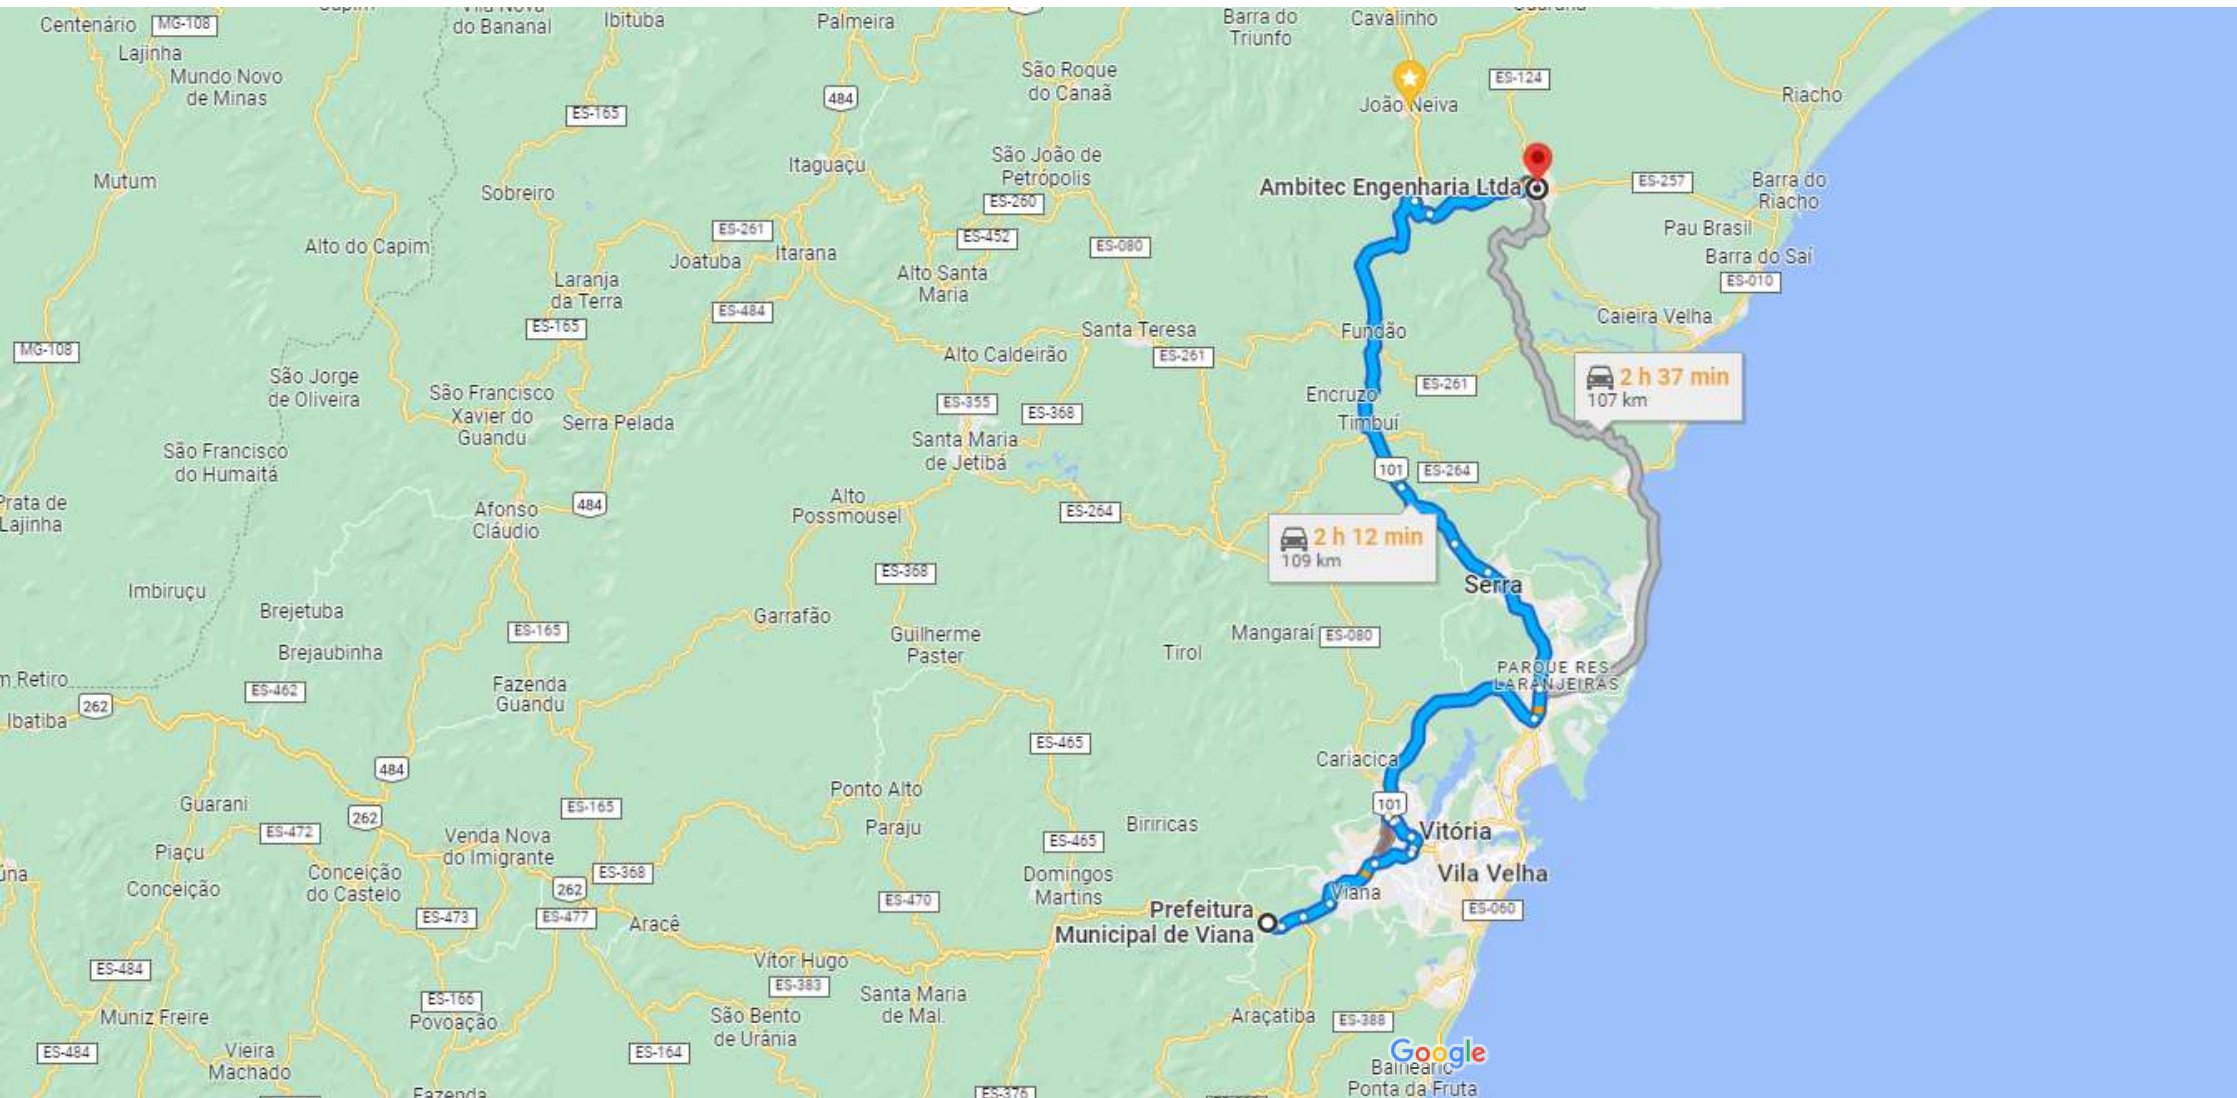 Centenário
MG-108
Lajinha
Mundo Novo
de Minas
do Bananal
Ibituba
Palmeira
Barra do
Triunfo
Cavalinho
ES-165
484
São Roque
do Canaã
João Neiva
ES-124
Riacho
Mutum
Sobreiro
Itaguaçu
São João de
Petrópolis
ES-260
ES-452
ES-080
Ambitec Engenharia Ltda
ES-257
Barra do
Riacho
Pau Brasil
Barra do Saí
ES-010
Alto do Capim
ES-261
Joatuba
Itarana
Alto Santa
Maria
Laranja
da Terra
ES-165
ES-484
Santa Teresa
ES-261
Fundão
Caieira Velha
MG-108
São Jorge
de Oliveira
Alto Caldeirão
ES-261
2 h 37 min
107 km
São Francisco
Xavier do
Guandu
Serra Pelada
ES-355
ES-368
Encruzo
Timbuí
São Francisco
do Humaitá
Santa Maria
de Jetibá
101
ES-264
Prata de
Lajinha
Afonso
Cláudio
484
Alto
Possmousel
ES-264
2 h 12 min
109 km
Imbiruçu
Brejetuba
ES-368
Serra
Garrafão
ES-165
Brejaubinha
Guilherme
Paster
Tirol
Mangaraí
ES-080
PARQUE RES.
LARANJEIRAS
Retiro
ES-462
262
Ibatiba
Fazenda
Guandu
ES-465
Cariacica
484
Guarani
262
ES-165
Ponto Alto
101
ES-472
Venda Nova
do Imigrante
Paraju
Biriricas
Vitória
Piaçu
ES-465
Conceição
Conceição
do Castelo
ES-368
262
Domingos
Martins
Vila Velha
Viana
ES-473
ES-477
Aracê
ES-470
Prefeitura
Municipal de Viana
ES-060
ES-484
Vítor Hugo
ES-383
ES-166
Povoação
Muniz Freire
São Bento
de Urânia
Santa Maria
de Mal.
Araçatiba
ES-388
ES-484
Vieira
Machado
ES-164
Google
Balneário
Ponta da Fruta
Fazenda
ES-376